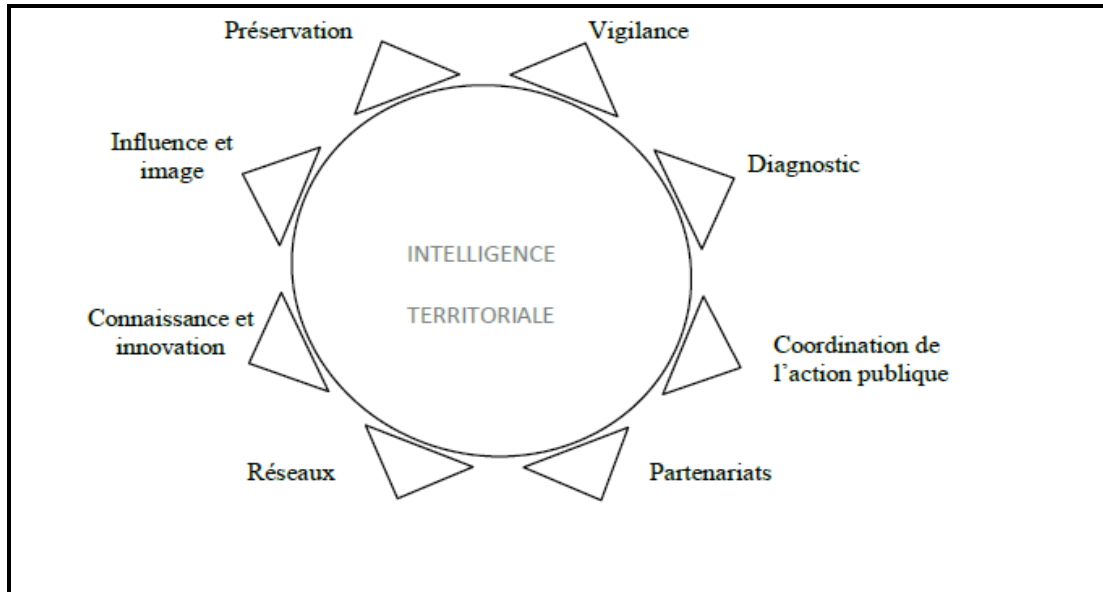 Préservation
Vigilance
Influence et
image
Diagnostic
INTELLIGENCE
TERRITORIALE
Connaissance et
innovation
Coordination de
l’action publique
Réseaux
Partenariats